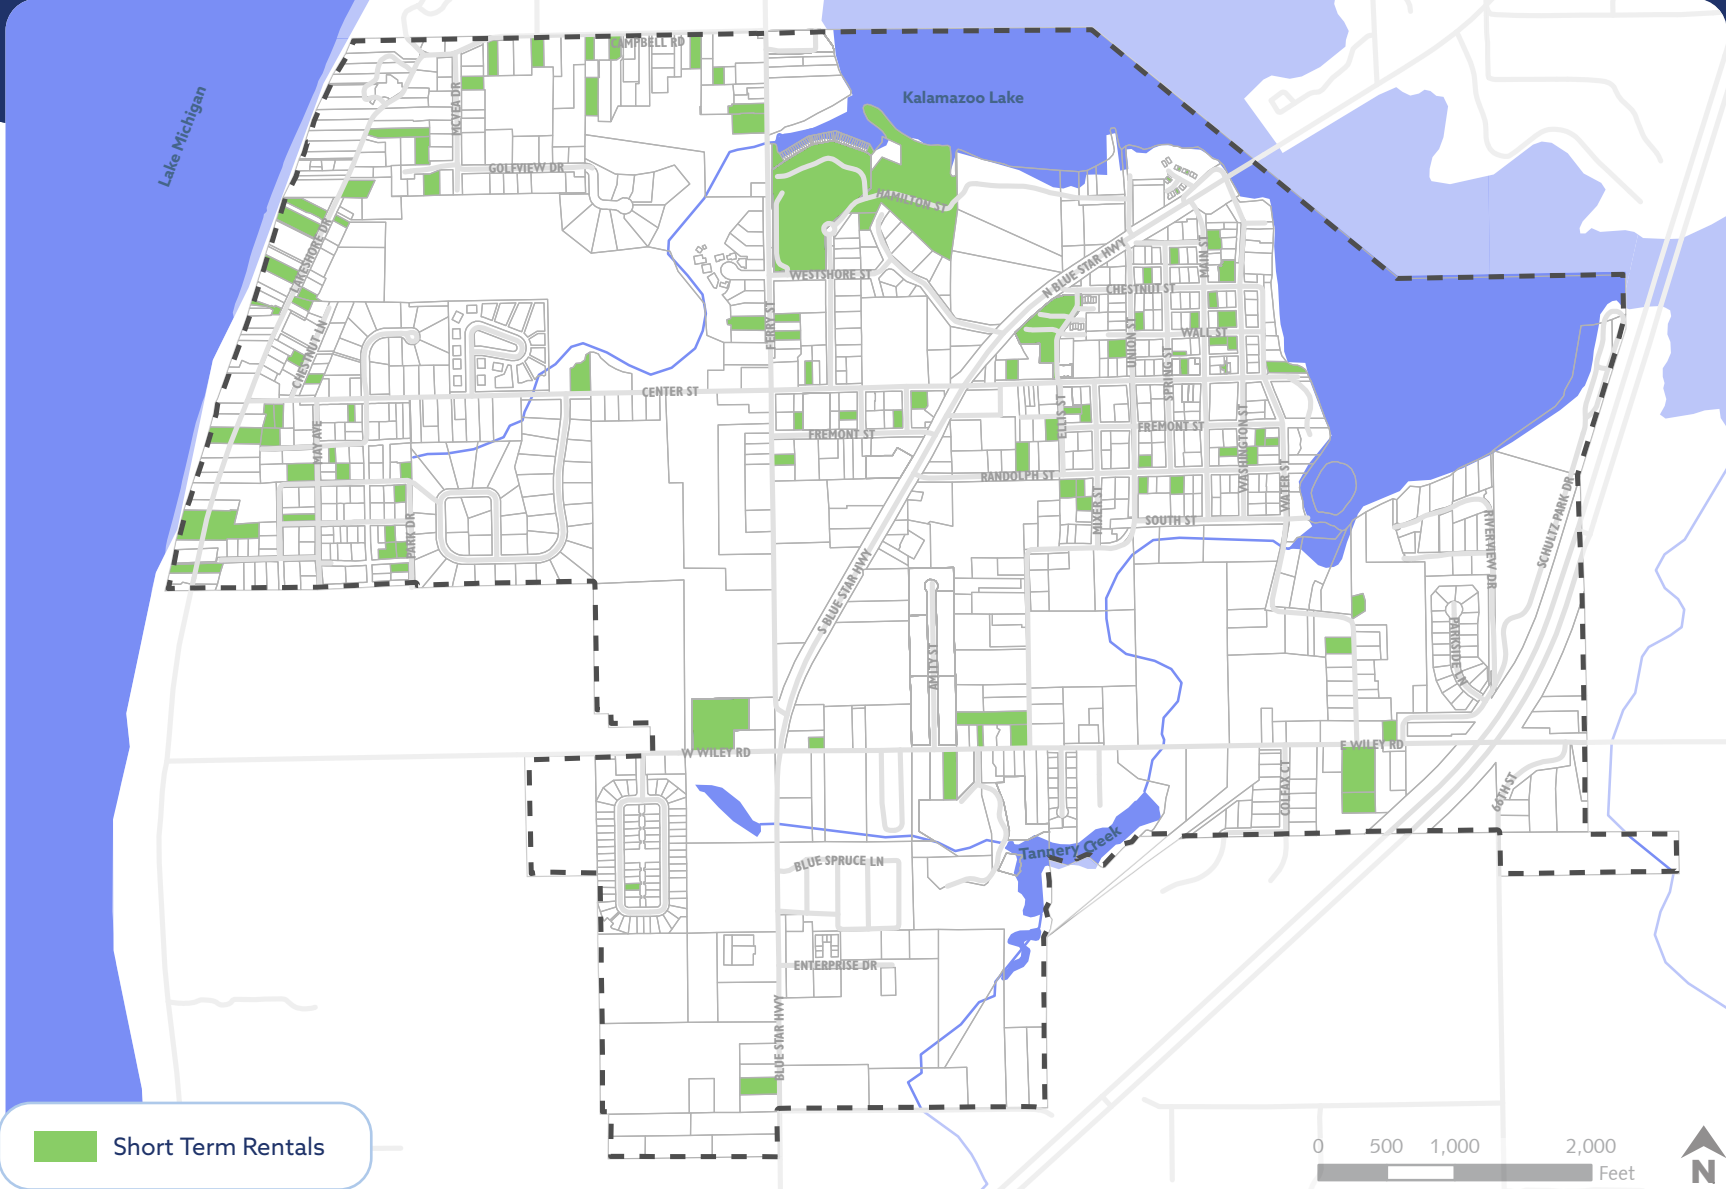 CAMPBELL RD
Kalamazoo Lake
Lake Michigan
MCVEA DR
GOLFVIEW DR
HAMILTON ST
LAKESHORE DR
MAIN ST
N BLUE STAR HWY
WESTSHORE ST
CHESTNUT ST
FERRY ST
CHESTNUT LN
UNION ST
WALL ST
SPRING ST
CENTER ST
ELLIS ST
MAY AVE
FREMONT ST
FREMONT ST
WASHINGTON ST
RANDOLPH ST
WATER ST
MIXER ST
SOUTH ST
PARK DR
RIVERVIEW DR
SCHULTZ PARK DR
S BLUE STAR HWY
AMITY ST
PARKSIDE LN
W WILEY RD
E WILEY RD
COLFAX CT
66TH ST
Tannery Creek
BLUE SPRUCE LN
ENTERPRISE DR
BLUE STAR HWY
Short Term Rentals
0 500 1,000 2,000
Feet
N